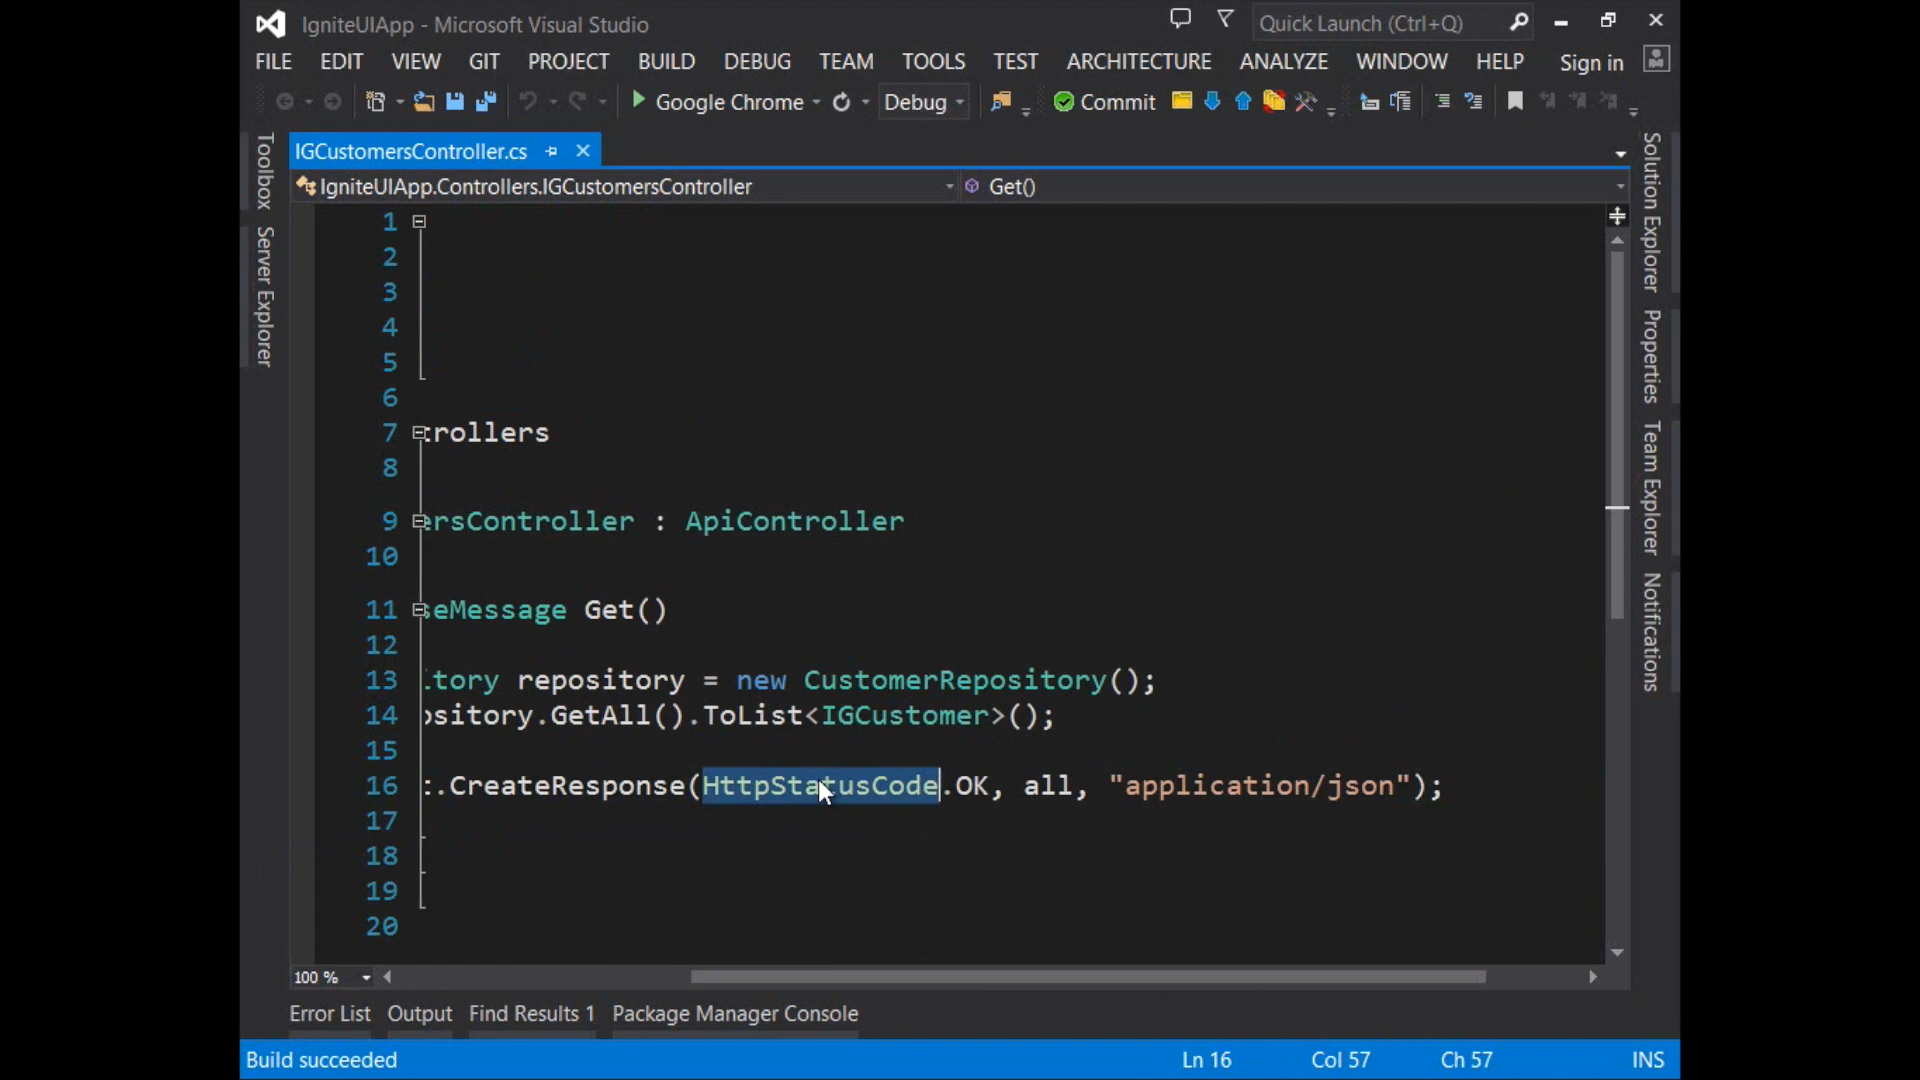 IgniteUIApp - Microsoft Visual Studio
Quick Launch (Ctrl+Q)
FILE EDIT VIEW GIT PROJECT BUILD DEBUG TEAM TOOLS TEST ARCHITECTURE ANALYZE WINDOW HELP Sign in
Google Chrome Debug Commit
Toolbox
Server Explorer
IGCustomersController.cs
IgniteUIApp.Controllers.IGCustomersController Get()
1
2
3
4
5
6
7 trollers
8
9 ersController : ApiController
10
11 seMessage Get()
12
13 itory repository = new CustomerRepository();
14 ository.GetAll().ToList<IGCustomer>();
15
16 t.CreateResponse(HttpStatusCode.OK, all, "application/json");
17
18
19
20
Solution Explorer
Properties
Team Explorer
Notifications
100 %
Error List Output Find Results 1 Package Manager Console
Build succeeded Ln 16 Col 57 Ch 57 INS